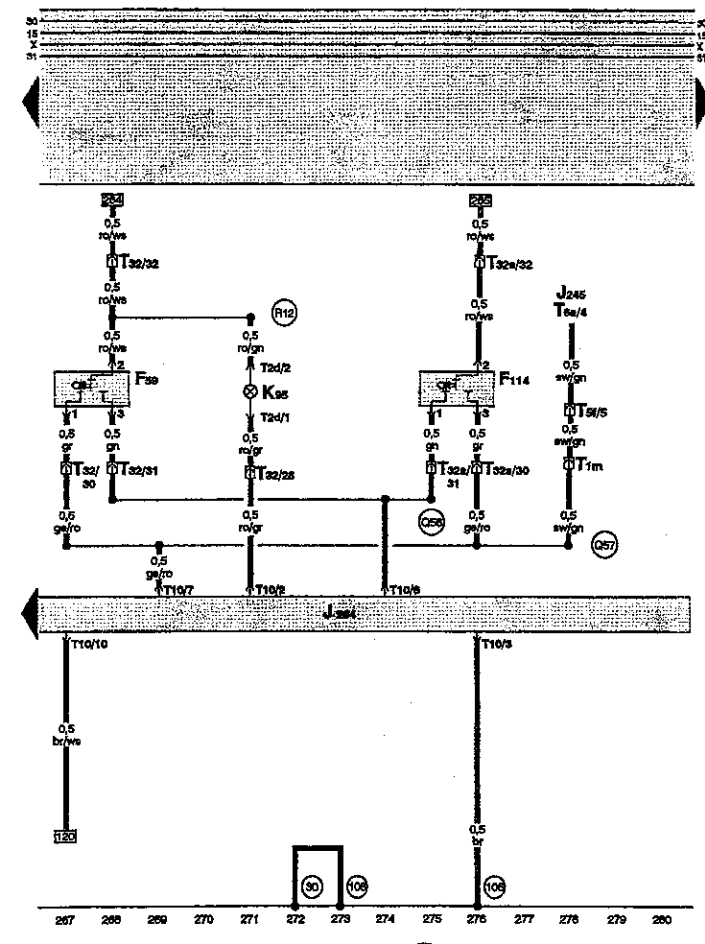 30 30
15 15
X X
31 31
264 265
0,5 ro/ws 0,5 ro/ws
T32/32 T32a/32
0,5 ro/ws 0,5 ro/ws
J245
T6a/4
R12
0,5 ro/ws 0,5 ro/gn
2 T2d/2 2
F59 K95 F114
0,5 sw/gn
1 3 T2d/1 1 3
T5f/5
0,5 gr 0,5 gn 0,5 ro/gr 0,5 gn 0,5 gr 0,5 sw/gn
T32/30 T32/31 T32/28 T32a/31 T32a/30 T1m
Q56
0,5 ge/ro 0,5 ro/gr 0,5 ge/ro 0,5 sw/gn
Q57
0,5 ge/ro
T10/7 T10/2 T10/6
T10/10 T10/3
0,5 br/ws
120
0,5 br
30 108 108
267 268 269 270 271 272 273 274 275 276 277 278 279 280